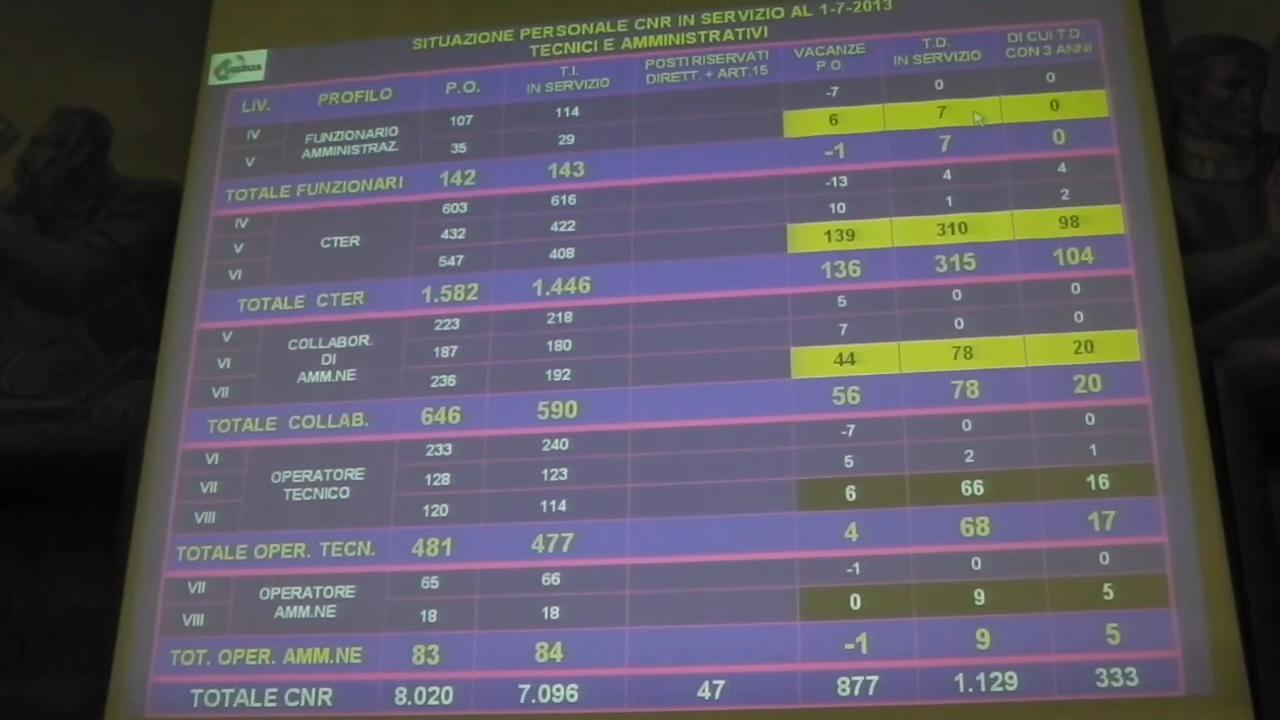 SITUAZIONE PERSONALE CNR IN SERVIZIO AL 1-7-2013
TECNICI E AMMINISTRATIVI
LIV. PROFILO P.O. T.I. IN SERVIZIO POSTI RISERVATI DIRETT. + ART.15 VACANZE P.O. T.D. IN SERVIZIO DI CUI T.D. CON 3 ANNI
IV FUNZIONARIO AMMINISTRAZ. 107 114 -7 0 0
V 35 29 6 7 0
TOTALE FUNZIONARI 142 143 -1 7 0
IV CTER 603 616 -13 4 4
V 432 422 10 1 2
VI 547 408 139 310 98
TOTALE CTER 1.582 1.446 136 315 104
V COLLABOR. DI AMM.NE 223 218 5 0 0
VI 187 180 7 0 0
VII 236 192 44 78 20
TOTALE COLLAB. 646 590 56 78 20
VI OPERATORE TECNICO 233 240 -7 0 0
VII 128 123 5 2 1
VIII 120 114 6 66 16
TOTALE OPER. TECN. 481 477 4 68 17
VII OPERATORE AMM.NE 65 66 -1 0 0
VIII 18 18 0 9 5
TOT. OPER. AMM.NE 83 84 -1 9 5
TOTALE CNR 8.020 7.096 47 877 1.129 333